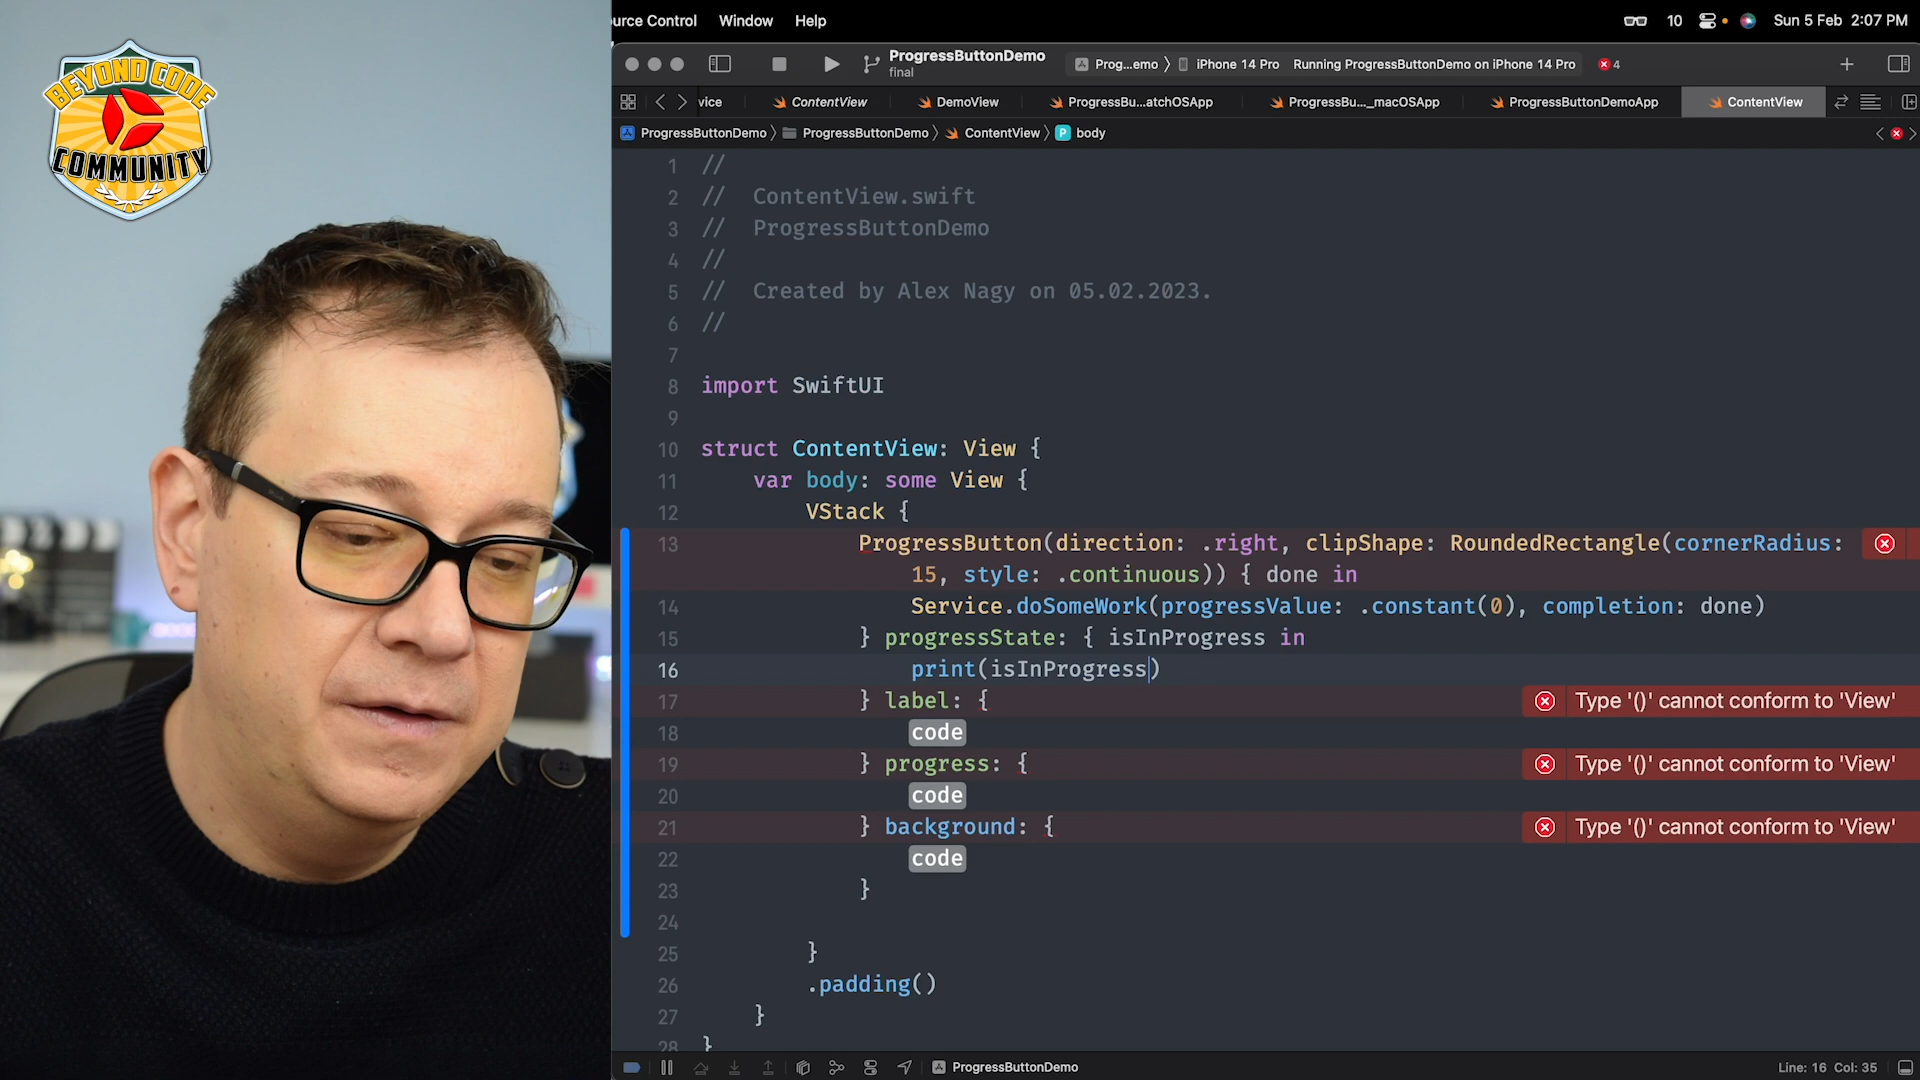 BEYOND CODE
COMMUNITY
urce Control Window Help
10 Sun 5 Feb 2:07 PM
ProgressButtonDemo
final
Prog...emo iPhone 14 Pro Running ProgressButtonDemo on iPhone 14 Pro 4
vice ContentView DemoView ProgressBu...atchOSApp ProgressBu..._macOSApp ProgressButtonDemoApp ContentView
ProgressButtonDemo ProgressButtonDemo ContentView P body
1 //
2 // ContentView.swift
3 // ProgressButtonDemo
4 //
5 // Created by Alex Nagy on 05.02.2023.
6 //
7
8 import SwiftUI
9
10 struct ContentView: View {
11 var body: some View {
12 VStack {
13 ProgressButton(direction: .right, clipShape: RoundedRectangle(cornerRadius:
15, style: .continuous)) { done in
14 Service.doSomeWork(progressValue: .constant(0), completion: done)
15 } progressState: { isInProgress in
16 print(isInProgress)
17 } label: { Type '()' cannot conform to 'View'
18 code
19 } progress: { Type '()' cannot conform to 'View'
20 code
21 } background: { Type '()' cannot conform to 'View'
22 code
23 }
24
25 }
26 .padding()
27 }
28 }
ProgressButtonDemo Line: 16 Col: 35